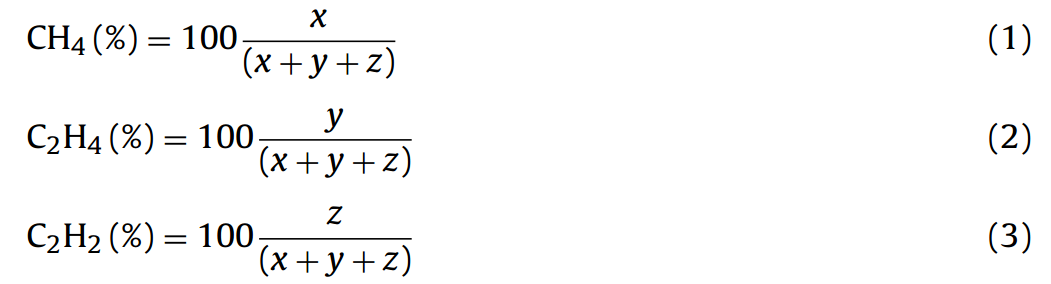 CH₄ (%) = 100 x/(x + y + z) (1)
C₂H₄ (%) = 100 y/(x + y + z) (2)
C₂H₂ (%) = 100 z/(x + y + z) (3)